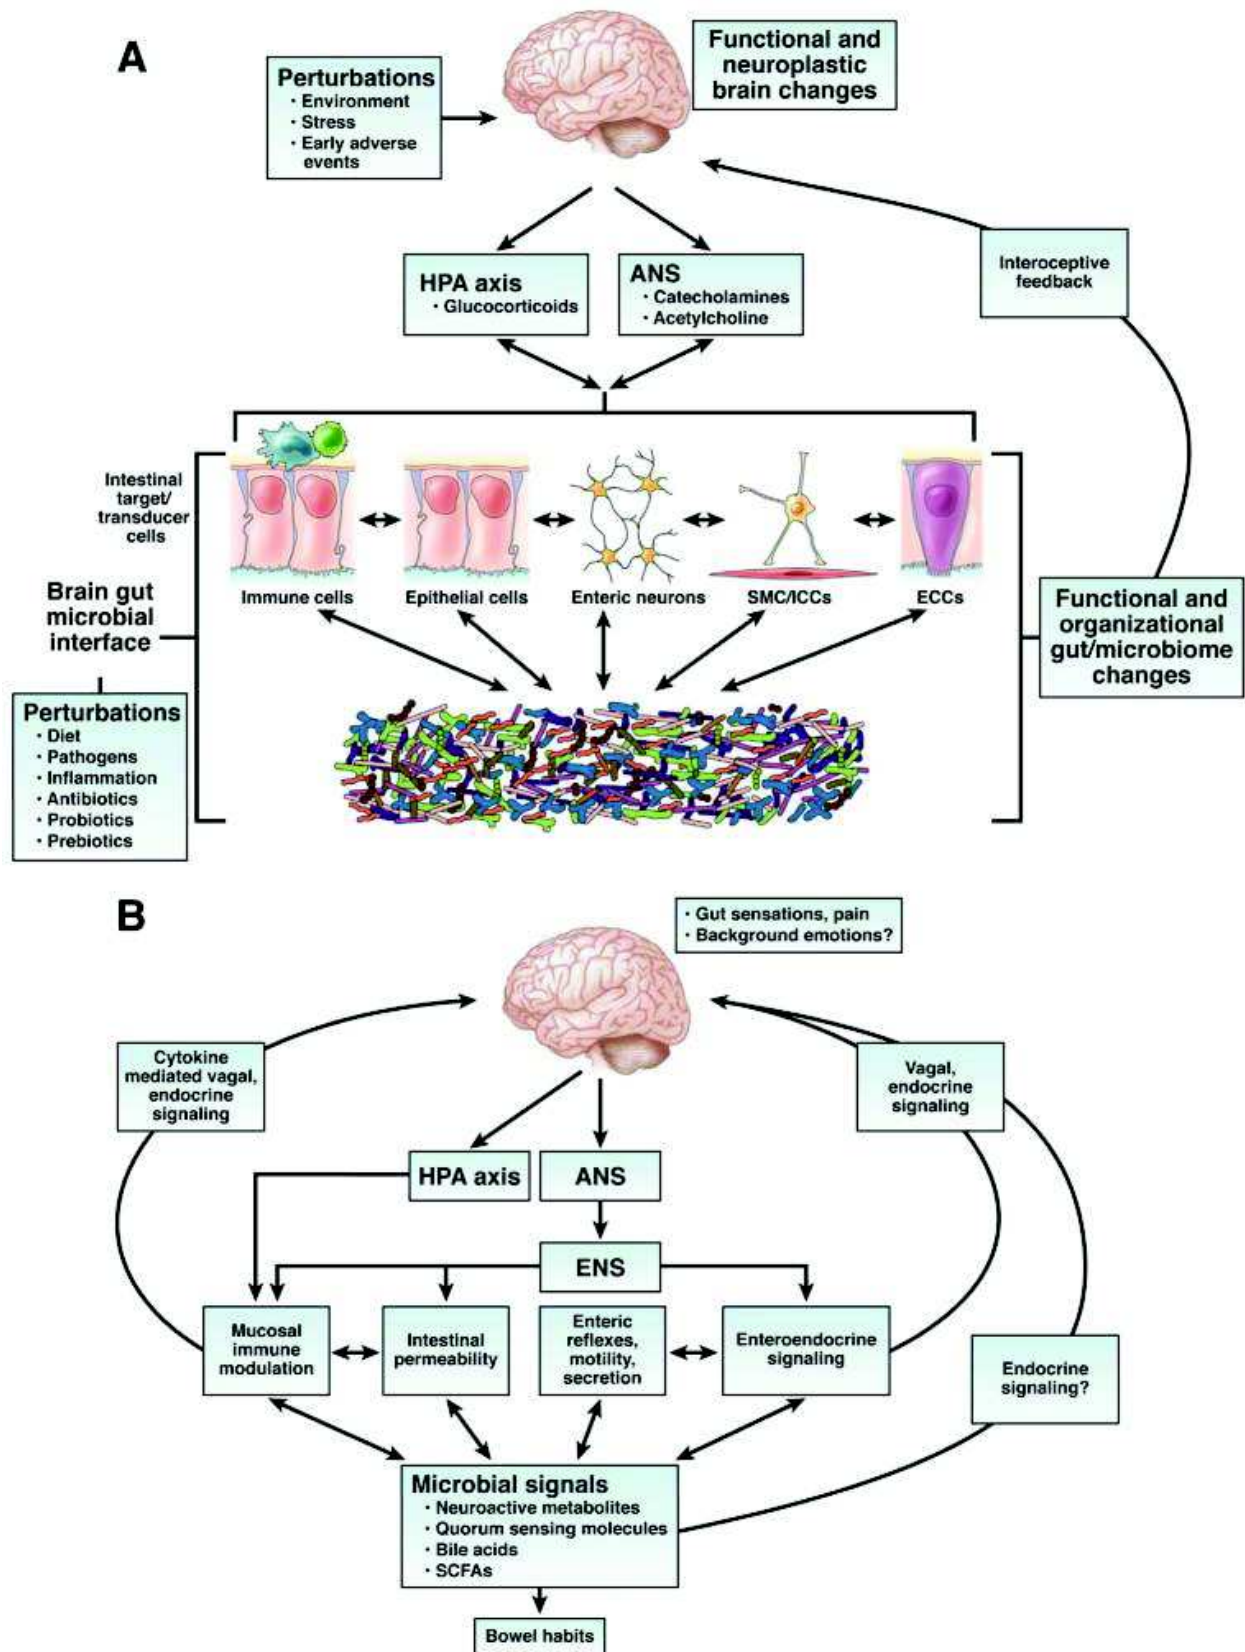 A
Perturbations
· Environment
· Stress
· Early adverse
events
Functional and
neuroplastic
brain changes
HPA axis
· Glucocorticoids
ANS
· Catecholamines
· Acetylcholine
Interoceptive
feedback
Intestinal
target/
transducer
cells
Immune cells
Epithelial cells
Enteric neurons
SMC/ICCs
ECCs
Brain gut
microbial
interface
Perturbations
· Diet
· Pathogens
· Inflammation
· Antibiotics
· Probiotics
· Prebiotics
Functional and
organizational
gut/microbiome
changes
B
· Gut sensations, pain
· Background emotions?
Cytokine
mediated vagal,
endocrine
signaling
Vagal,
endocrine
signaling
HPA axis
ANS
ENS
Mucosal
immune
modulation
Intestinal
permeability
Enteric
reflexes,
motility,
secretion
Enteroendocrine
signaling
Endocrine
signaling?
Microbial signals
· Neuroactive metabolites
· Quorum sensing molecules
· Bile acids
· SCFAs
Bowel habits